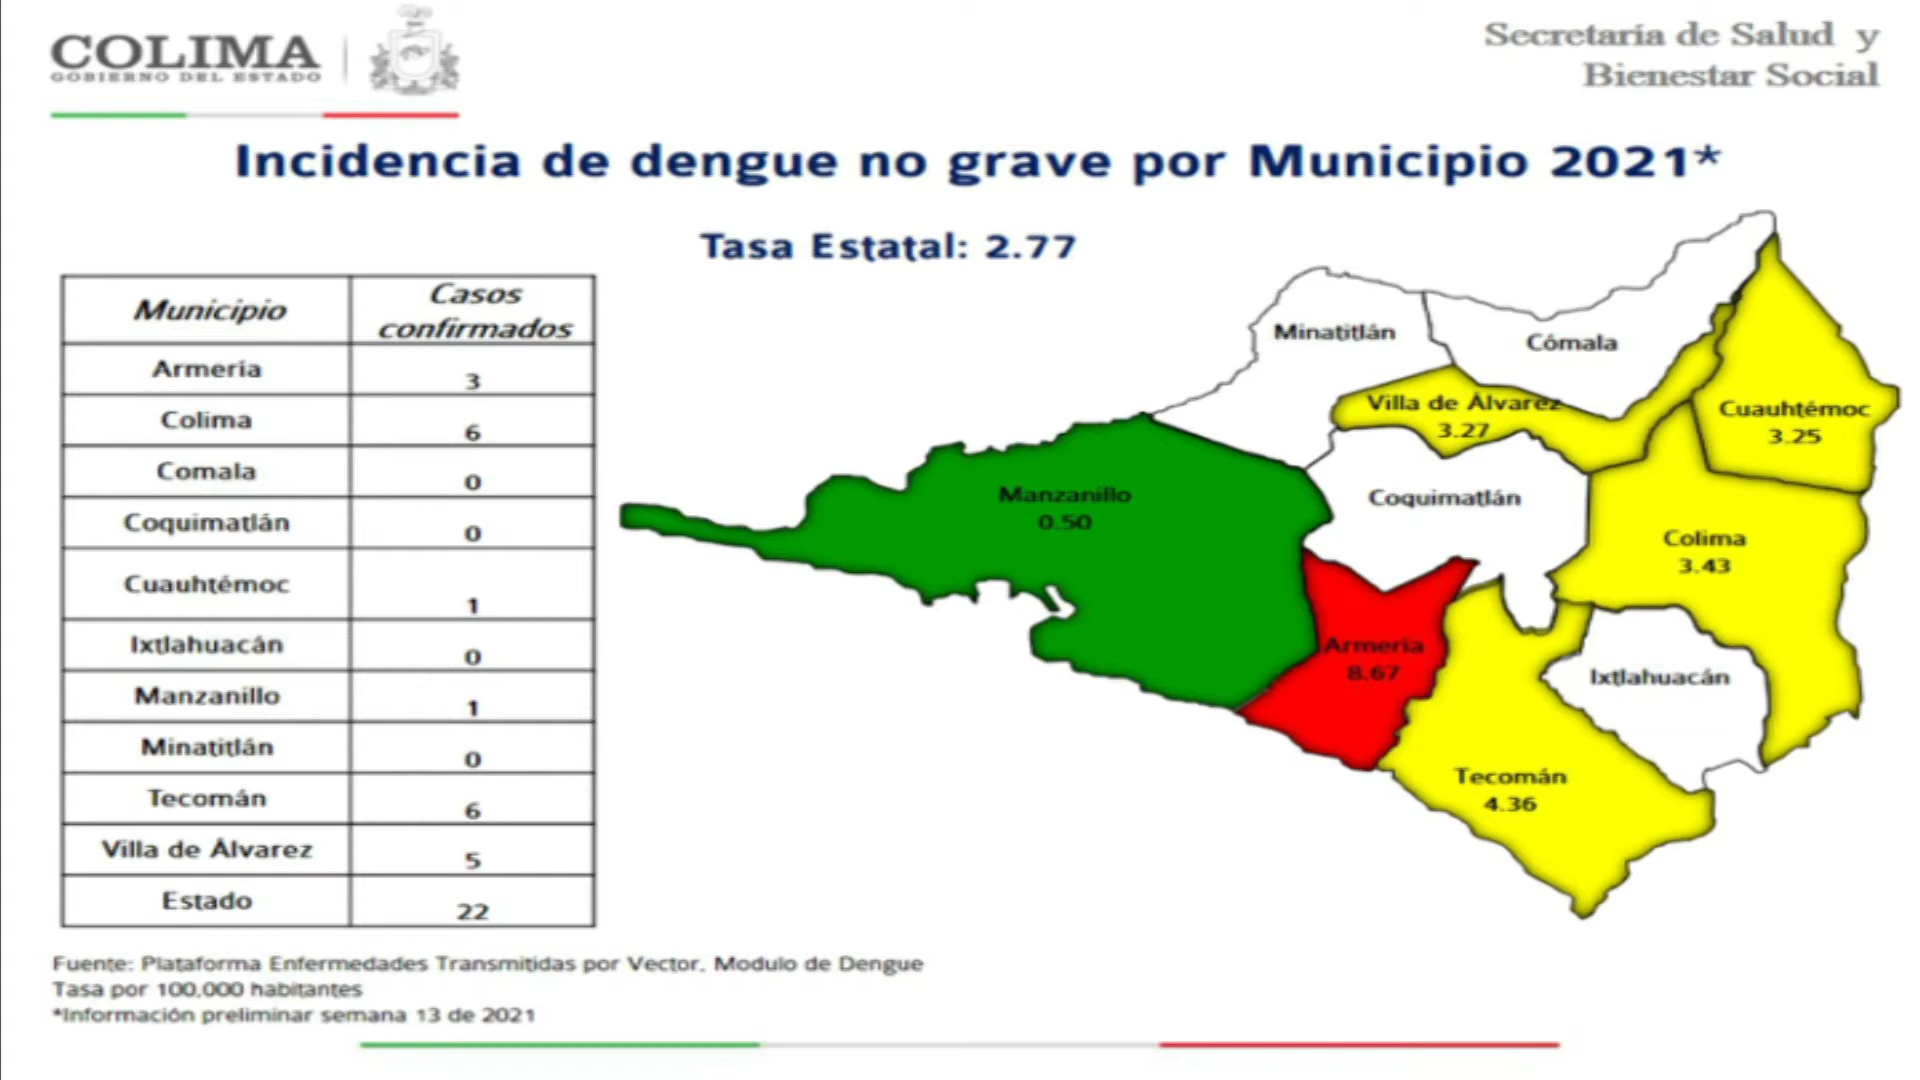 COLIMA
GOBIERNO DEL ESTADO
Secretaría de Salud y
Bienestar Social
Incidencia de dengue no grave por Municipio 2021*
Tasa Estatal: 2.77
Municipio Casos confirmados
Armería 3
Colima 6
Comala 0
Coquimatlán 0
Cuauhtémoc 1
Ixtlahuacán 0
Manzanillo 1
Minatitlán 0
Tecomán 6
Villa de Álvarez 5
Estado 22
Minatitlán
Cómala
Villa de Álvarez
3.27
Cuauhtémoc
3.25
Manzanillo
0.50
Coquimatlán
Colima
3.43
Armería
8.67
Ixtlahuacán
Tecomán
4.36
Fuente: Plataforma Enfermedades Transmitidas por Vector, Modulo de Dengue
Tasa por 100,000 habitantes
*Información preliminar semana 13 de 2021